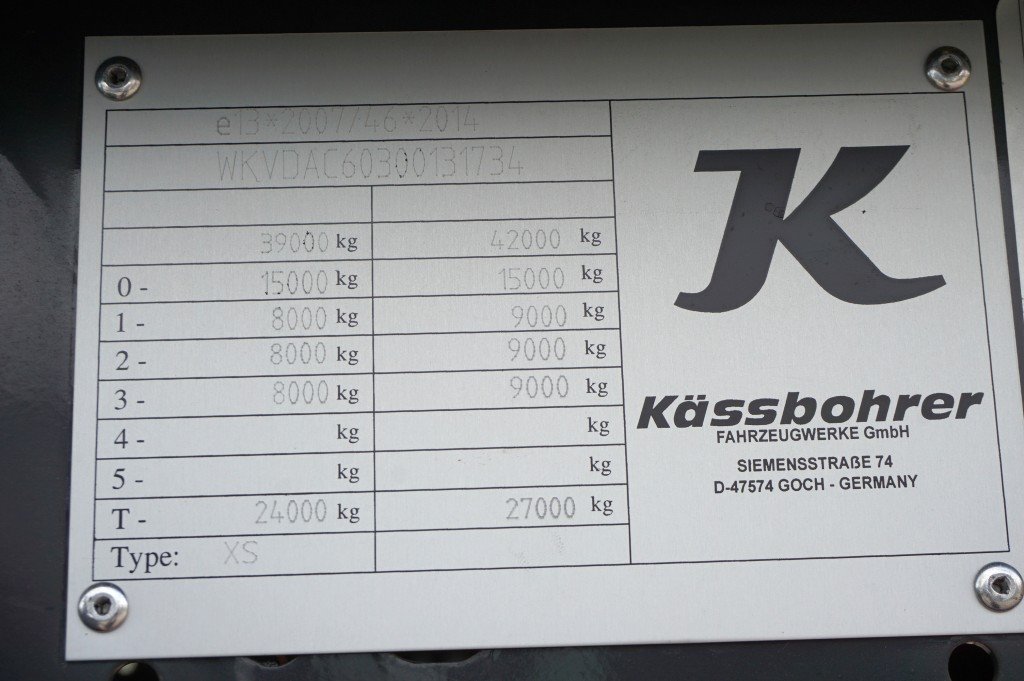 e13*2007/46*2014
WKVDAC60300131734
39000 kg 42000 kg
0 - 15000 kg 15000 kg
1 - 8000 kg 9000 kg
2 - 8000 kg 9000 kg
3 - 8000 kg 9000 kg
4 - kg kg
5 - kg kg
T - 24000 kg 27000 kg
Type: XS
K
Kässbohrer
FAHRZEUGWERKE GmbH
SIEMENSSTRAßE 74
D-47574 GOCH - GERMANY